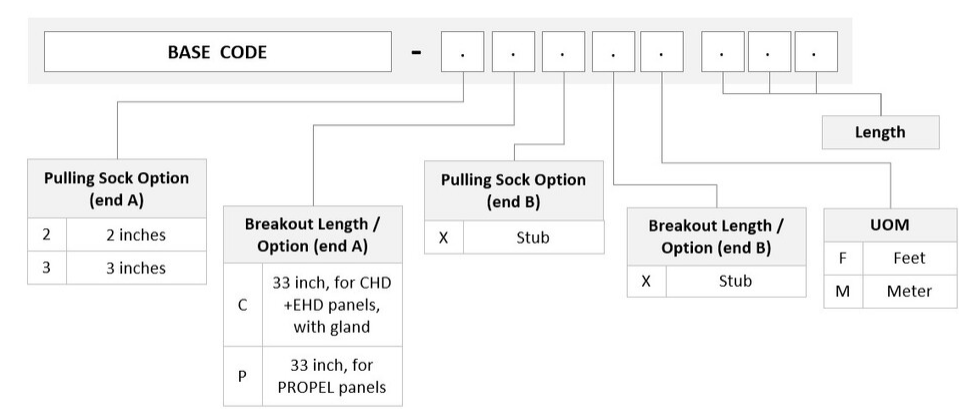 BASE CODE - . . . . . . . .
Length
Pulling Sock Option
(end A)
2 2 inches
3 3 inches
Breakout Length /
Option (end A)
C 33 inch, for CHD
+EHD panels,
with gland
P 33 inch, for
PROPEL panels
Pulling Sock Option
(end B)
X Stub
Breakout Length /
Option (end B)
X Stub
UOM
F Feet
M Meter